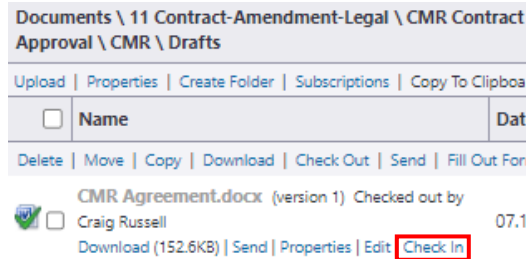 Documents \ 11 Contract-Amendment-Legal \ CMR Contract
Approval \ CMR \ Drafts
Upload | Properties | Create Folder | Subscriptions | Copy To Clipboa
Name Dat
Delete | Move | Copy | Download | Check Out | Send | Fill Out For
CMR Agreement.docx (version 1) Checked out by
Craig Russell 07.1
Download (152.6KB) | Send | Properties | Edit | Check In